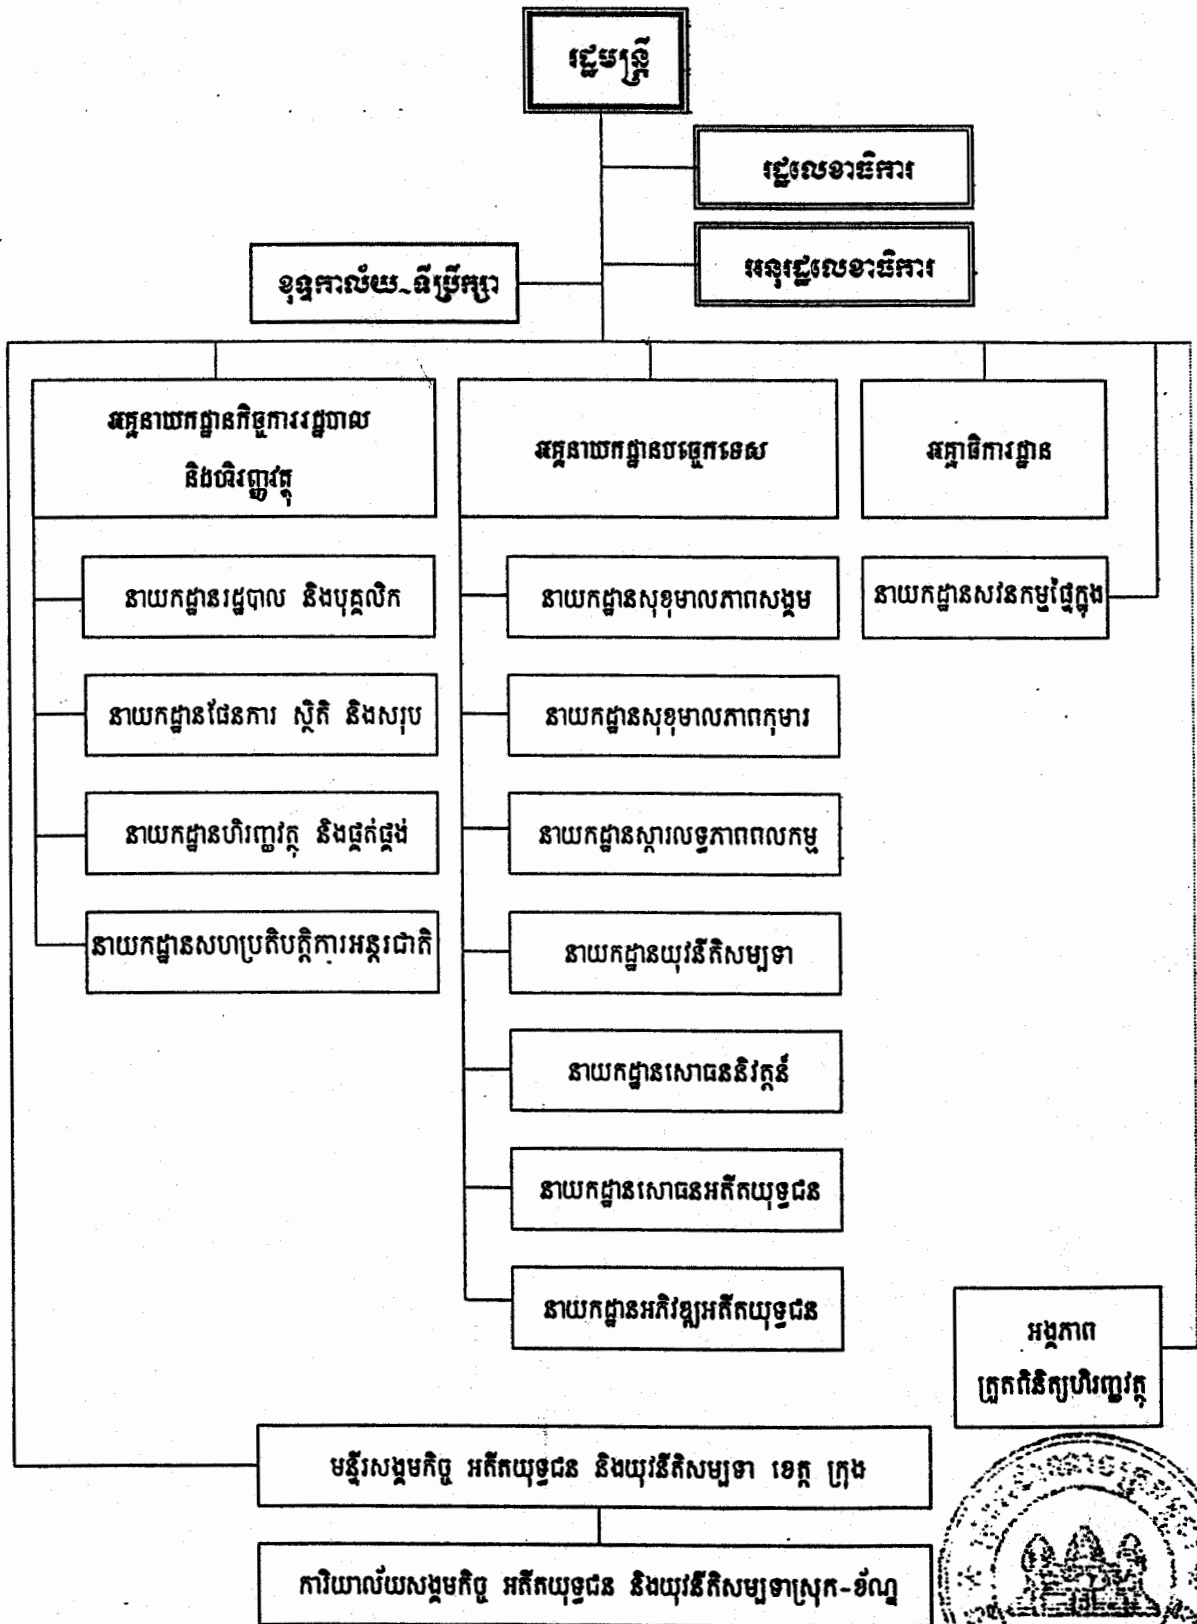 រដ្ឋមន្ត្រី
រដ្ឋលេខាធិការ
អនុរដ្ឋលេខាធិការ
ខុទ្ទកាល័យ-ទីប្រឹក្សា
អគ្គនាយកដ្ឋានកិច្ចការរដ្ឋបាល
និងហិរញ្ញវត្ថុ
នាយកដ្ឋានរដ្ឋបាល និងបុគ្គលិក
នាយកដ្ឋានផែនការ ស្ថិតិ និងសរុប
នាយកដ្ឋានហិរញ្ញវត្ថុ និងផ្គត់ផ្គង់
នាយកដ្ឋានសហប្រតិបត្តិការអន្តរជាតិ
អគ្គនាយកដ្ឋានបច្ចេកទេស
នាយកដ្ឋានសុខុមាលភាពសង្គម
នាយកដ្ឋានសុខុមាលភាពកុមារ
នាយកដ្ឋានស្តារលទ្ធភាពពលកម្ម
នាយកដ្ឋានយុវនីតិសម្បទា
នាយកដ្ឋានសោធននិវត្តន៍
នាយកដ្ឋានសោធនអតីតយុទ្ធជន
នាយកដ្ឋានអភិវឌ្ឍអតីតយុទ្ធជន
អគ្គាធិការដ្ឋាន
នាយកដ្ឋានសវនកម្មផ្ទៃក្នុង
អង្គភាព
ត្រួតពិនិត្យហិរញ្ញវត្ថុ
មន្ទីរសង្គមកិច្ច អតីតយុទ្ធជន និងយុវនីតិសម្បទា ខេត្ត ក្រុង
ការិយាល័យសង្គមកិច្ច អតីតយុទ្ធជន និងយុវនីតិសម្បទាស្រុក-ខ័ណ្ឌ